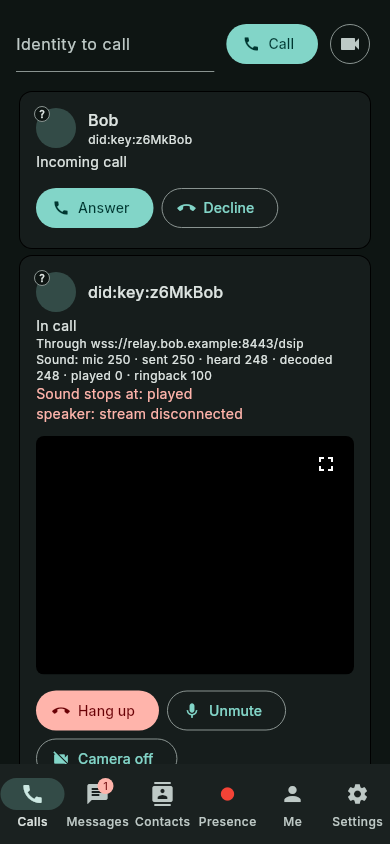 Identity to call
Call
?
Bob
did:key:z6MkBob
Incoming call
Answer
Decline
?
did:key:z6MkBob
In call
Through wss://relay.bob.example:8443/dsip
Sound: mic 250 · sent 250 · heard 248 · decoded
248 · played 0 · ringback 100
Sound stops at: played
speaker: stream disconnected
Hang up
Unmute
Camera off
1
Calls
Messages
Contacts
Presence
Me
Settings